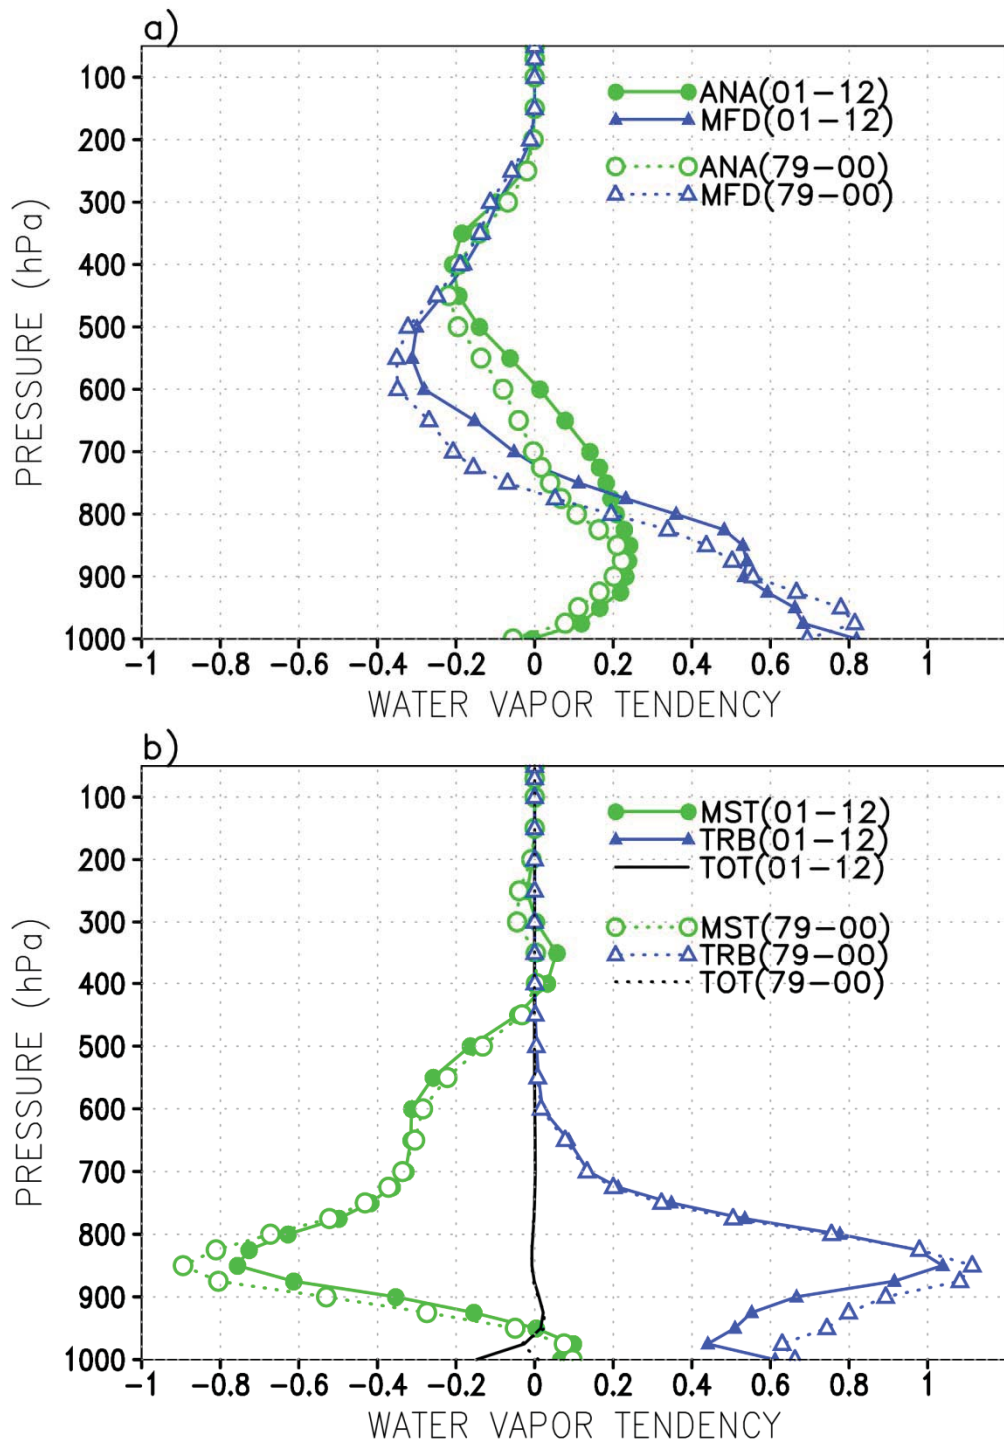 a)
100
200
300
400
500
600
700
800
900
1000
PRESSURE (hPa)
ANA(01-12)
MFD(01-12)
ANA(79-00)
MFD(79-00)
-1 -0.8 -0.6 -0.4 -0.2 0 0.2 0.4 0.6 0.8 1
WATER VAPOR TENDENCY
b)
100
200
300
400
500
600
700
800
900
1000
PRESSURE (hPa)
MST(01-12)
TRB(01-12)
TOT(01-12)
MST(79-00)
TRB(79-00)
TOT(79-00)
-1 -0.8 -0.6 -0.4 -0.2 0 0.2 0.4 0.6 0.8 1
WATER VAPOR TENDENCY